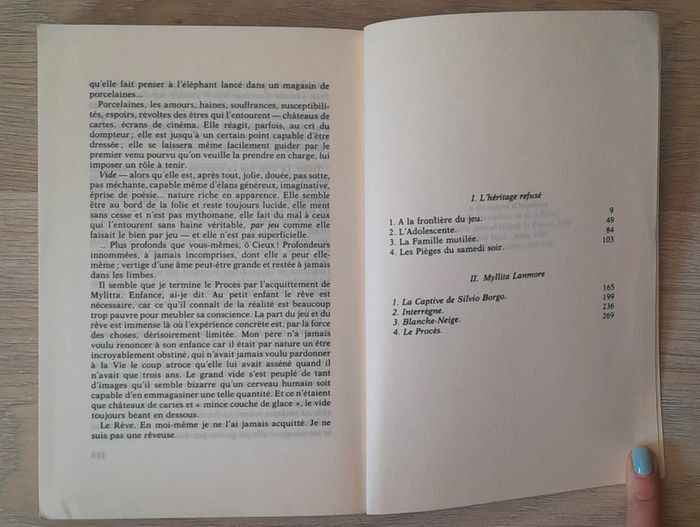 qu'elle fait penser à l'éléphant lancé dans un magasin de
porcelaines...
Porcelaines, les amours, haines, souffrances, susceptibili-
tés, espoirs, révoltes des êtres qui l'entourent — châteaux de
cartes, écrans de cinéma. Elle réagit, parfois, au cri du
dompteur; elle est jusqu'à un certain point capable d'être
dressée; elle se laissera même facilement guider par le
premier venu pourvu qu'on veuille la prendre en charge, lui
imposer un rôle à tenir.
Vide — alors qu'elle est, après tout, jolie, douée, pas sotte,
pas méchante, capable même d'élans généreux, imaginative,
éprise de poésie... nature riche en apparence. Elle semble
être au bord de la folie et reste toujours lucide, elle ment
sans cesse et n'est pas mythomane, elle fait du mal à ceux
qui l'entourent sans haine véritable, par jeu comme elle
faisait le bien par jeu — et elle n'est pas superficielle.
... Plus profonds que vous-mêmes, ô Cieux! Profondeurs
innommées, à jamais incomprises, dont elle a peur elle-
même; vertige d'une âme peut-être grande et restée à jamais
dans les limbes.
Il semble que je termine le Procès par l'acquittement de
Mylitta. Enfance, ai-je dit. Au petit enfant le rêve est
nécessaire, car ce qu'il connaît de la réalité est beaucoup
trop pauvre pour meubler sa conscience. La part du jeu et du
rêve est immense là où l'expérience concrète est, par la force
des choses, dérisoirement limitée. Mon père n'a jamais
voulu renoncer à son enfance car il était par nature un être
incroyablement obstiné, qui n'avait jamais voulu pardonner
à la Vie le coup atroce qu'elle lui avait asséné quand il
n'avait que trois ans. Le grand vide s'est peuplé de tant
d'images qu'il semble bizarre qu'un cerveau humain soit
capable d'en emmagasiner une telle quantité. Et ce n'étaient
que châteaux de cartes et « mince couche de glace », le vide
toujours béant en dessous.
Le Rêve. En moi-même je ne l'ai jamais acquitté. Je ne
suis pas une rêveuse.
I. L'héritage refusé
1. A la frontière du jeu. 9
2. L'Adolescente. 49
3. La Famille mutilée. 84
4. Les Pièges du samedi soir. 103
II. Myllita Lanmore
1. La Captive de Silvio Borgo. 165
2. Interrègne. 199
3. Blanche-Neige. 236
4. Le Procès. 269